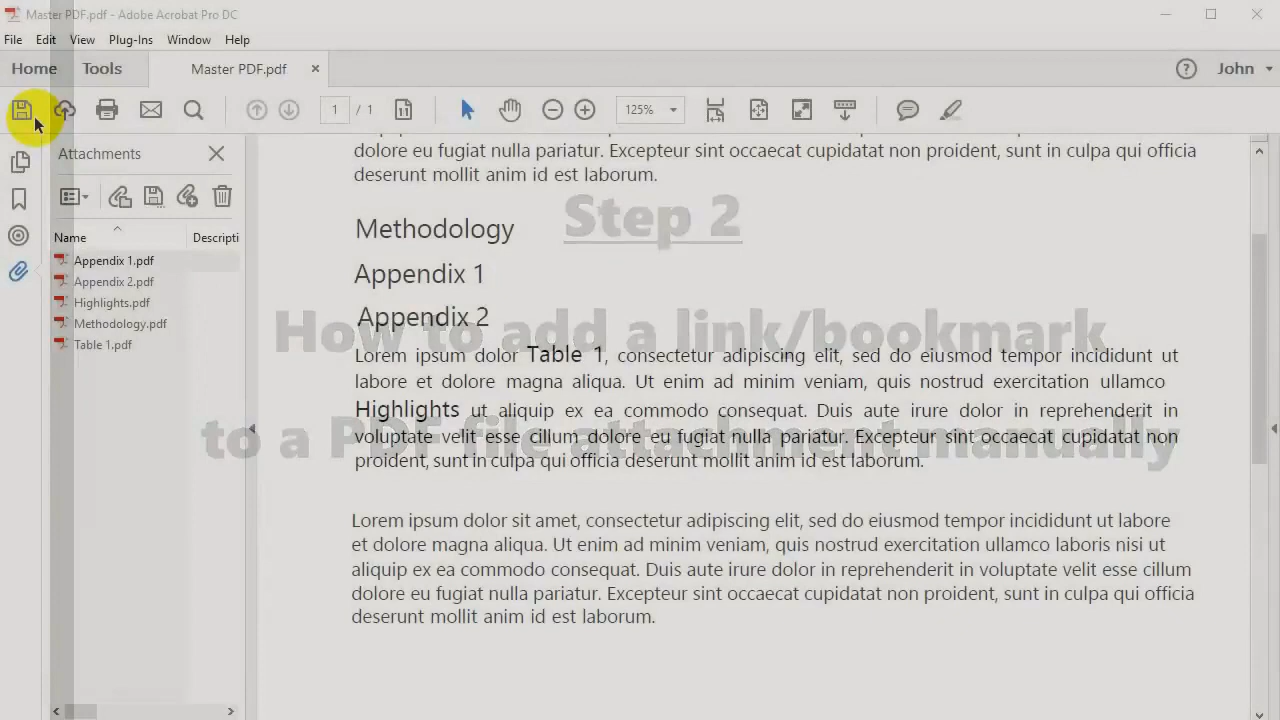 Master PDF.pdf - Adobe Acrobat Pro DC
File Edit View Plug-Ins Window Help
Home Tools Master PDF.pdf John
1 / 1 125%
Attachments
Name Descripti
Appendix 1.pdf
Appendix 2.pdf
Highlights.pdf
Methodology.pdf
Table 1.pdf
dolore eu fugiat nulla pariatur. Excepteur sint occaecat cupidatat non proident, sunt in culpa qui officia
deserunt mollit anim id est laborum.
Step 2
Methodology
Appendix 1
Appendix 2
How to add a link/bookmark
Lorem ipsum dolor Table 1, consectetur adipiscing elit, sed do eiusmod tempor incididunt ut
labore et dolore magna aliqua. Ut enim ad minim veniam, quis nostrud exercitation ullamco
Highlights ut aliquip ex ea commodo consequat. Duis aute irure dolor in reprehenderit in
voluptate velit esse cillum dolore eu fugiat nulla pariatur. Excepteur sint occaecat cupidatat non
to a PDF file attachment manually
proident, sunt in culpa qui officia deserunt mollit anim id est laborum.
Lorem ipsum dolor sit amet, consectetur adipiscing elit, sed do eiusmod tempor incididunt ut labore
et dolore magna aliqua. Ut enim ad minim veniam, quis nostrud exercitation ullamco laboris nisi ut
aliquip ex ea commodo consequat. Duis aute irure dolor in reprehenderit in voluptate velit esse cillum
dolore eu fugiat nulla pariatur. Excepteur sint occaecat cupidatat non proident, sunt in culpa qui officia
deserunt mollit anim id est laborum.